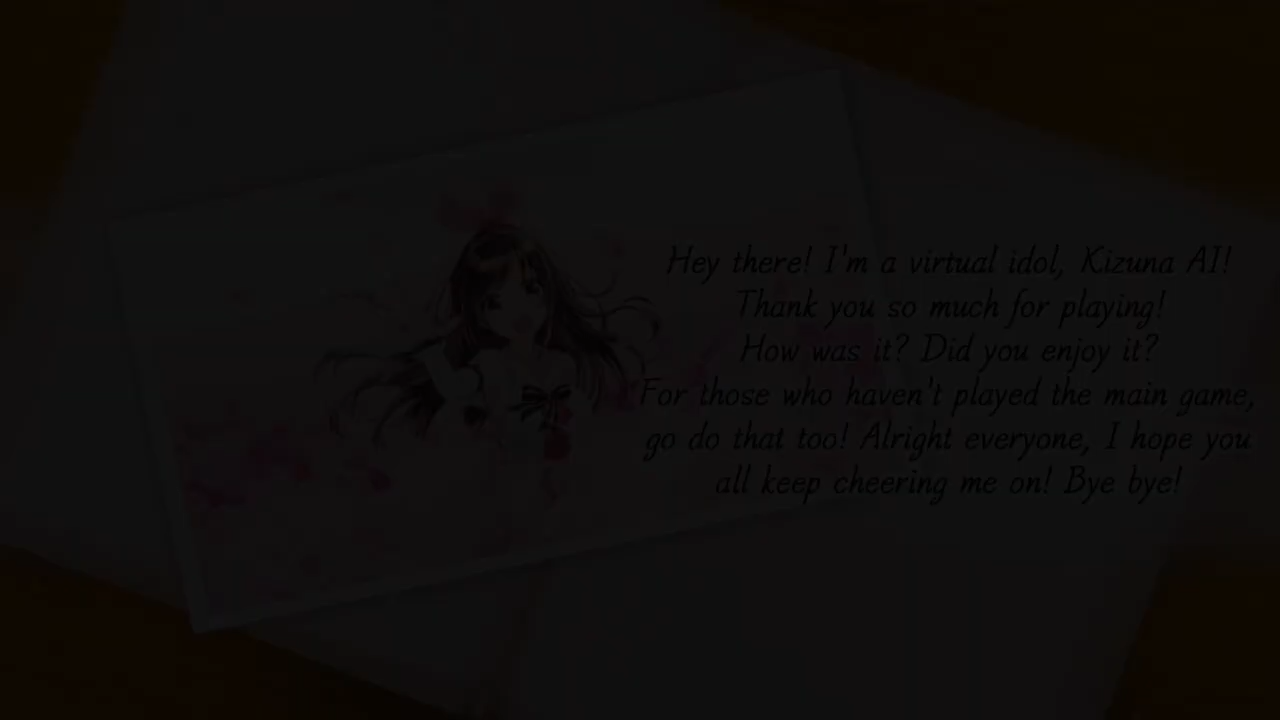 Hey there! I'm a virtual idol, Kizuna AI!
Thank you so much for playing!
How was it? Did you enjoy it?
For those who haven't played the main game,
go do that too! Alright everyone, I hope you
all keep cheering me on! Bye bye!